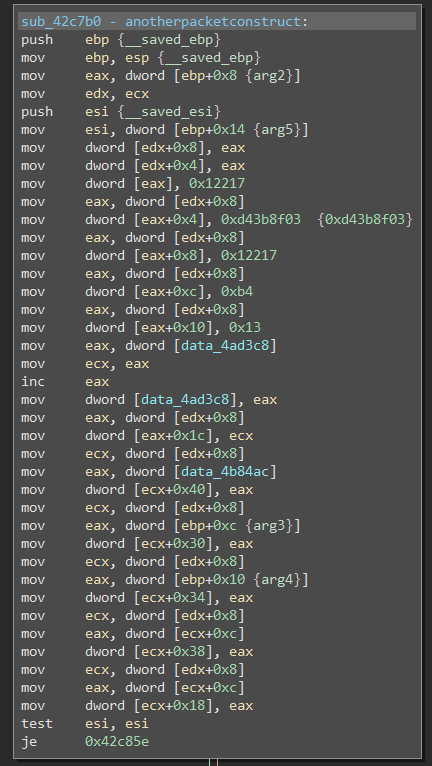 sub_42c7b0 - anotherpacketconstruct:
push ebp {__saved_ebp}
mov ebp, esp {__saved_ebp}
mov eax, dword [ebp+0x8 {arg2}]
mov edx, ecx
push esi {__saved_esi}
mov esi, dword [ebp+0x14 {arg5}]
mov dword [edx+0x8], eax
mov dword [edx+0x4], eax
mov dword [eax], 0x12217
mov eax, dword [edx+0x8]
mov dword [eax+0x4], 0xd43b8f03 {0xd43b8f03}
mov eax, dword [edx+0x8]
mov dword [eax+0x8], 0x12217
mov eax, dword [edx+0x8]
mov dword [eax+0xc], 0xb4
mov eax, dword [edx+0x8]
mov dword [eax+0x10], 0x13
mov eax, dword [data_4ad3c8]
mov ecx, eax
inc eax
mov dword [data_4ad3c8], eax
mov eax, dword [edx+0x8]
mov dword [eax+0x1c], ecx
mov ecx, dword [edx+0x8]
mov eax, dword [data_4b84ac]
mov dword [ecx+0x40], eax
mov ecx, dword [edx+0x8]
mov eax, dword [ebp+0xc {arg3}]
mov dword [ecx+0x30], eax
mov ecx, dword [edx+0x8]
mov eax, dword [ebp+0x10 {arg4}]
mov dword [ecx+0x34], eax
mov ecx, dword [edx+0x8]
mov eax, dword [ecx+0xc]
mov dword [ecx+0x38], eax
mov ecx, dword [edx+0x8]
mov eax, dword [ecx+0xc]
mov dword [ecx+0x18], eax
test esi, esi
je 0x42c85e